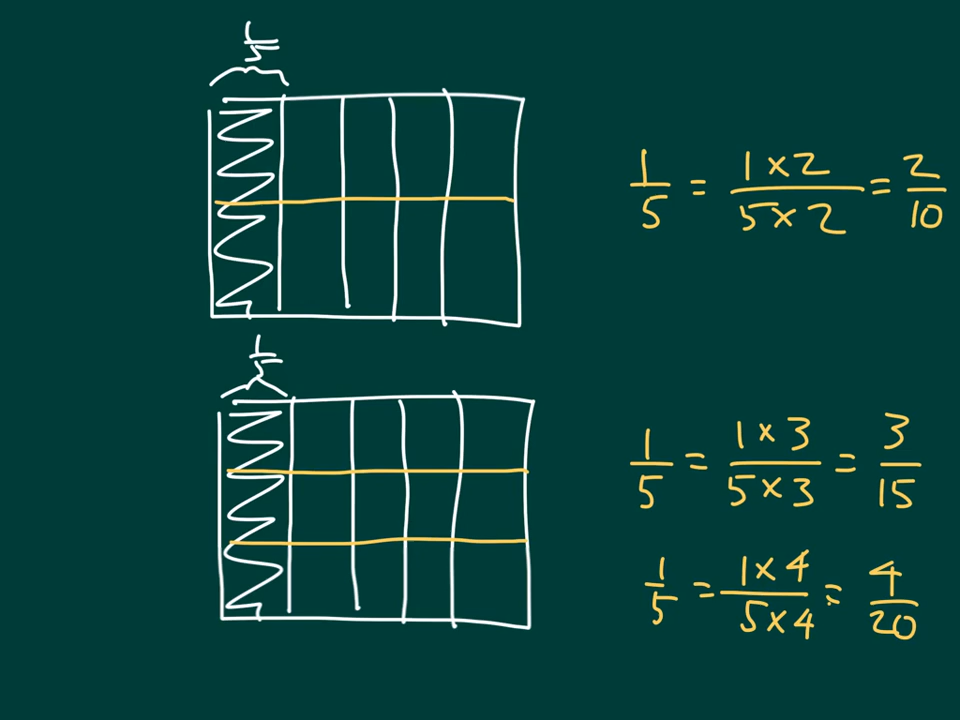 1/5
1/5 = (1 × 2)/(5 × 2) = 2/10
1/5
1/5 = (1 × 3)/(5 × 3) = 3/15
1/5 = (1 × 4)/(5 × 4) = 4/20